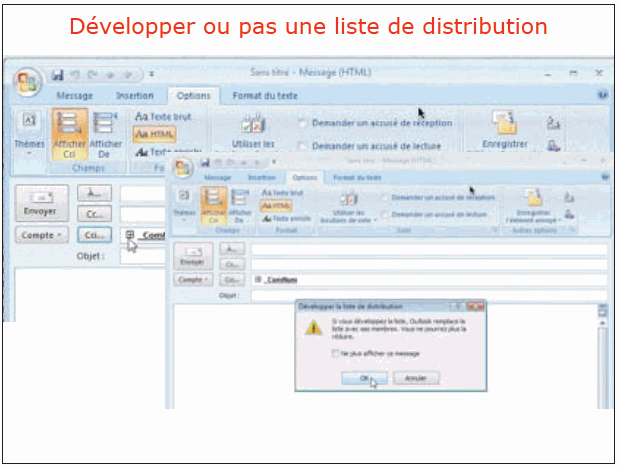 Développer ou pas une liste de distribution
Sans titre - Message (HTML)
Message Insertion Options Format du texte
Aa Texte brut
Aa HTML
Aa Texte
Thèmes Afficher Cci Afficher De
Champs
Utiliser les
Demander un accusé de réception
Demander un accusé de lecture
Enregistrer
Envoyer
À...
Cc...
Compte
Cci...
Objet :
Sans titre - Message (HTML)
Message Insertion Options Format du texte
Aa Texte brut
Aa HTML
Aa Texte enrichi
Thèmes Afficher Cci Afficher De
Utiliser les boutons de vote
Demander un accusé de réception
Demander un accusé de lecture
Enregistrer l'élément envoyé
Champs Format Suivi Autres options
Envoyer
À...
Cc...
Compte
Cci...
Objet :
Développer la liste de distribution
Si vous développez la liste, Outlook remplace la
liste avec ses membres. Vous ne pourrez plus la
réduire.
Ne plus afficher ce message
OK Annuler